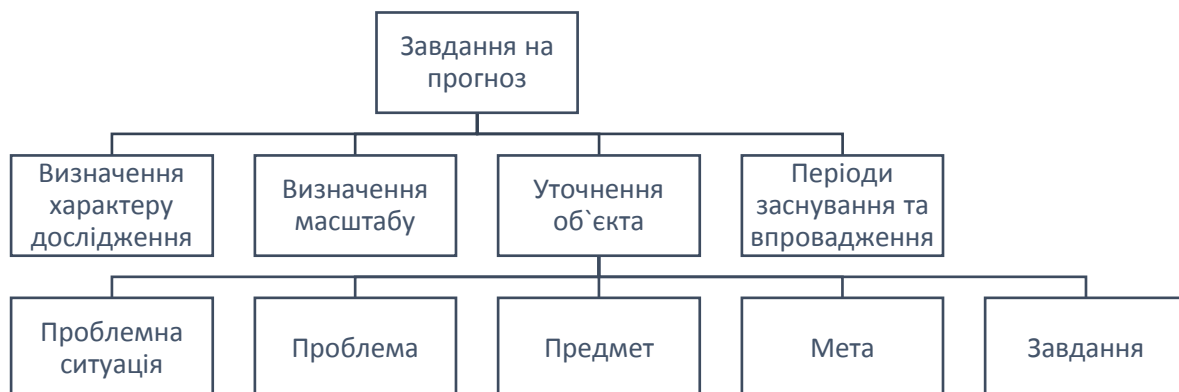 Завдання на
прогноз
Визначення
характеру
дослідження
Визначення
масштабу
Уточнення
об`єкта
Періоди
заснування та
впровадження
Проблемна
ситуація
Проблема
Предмет
Мета
Завдання